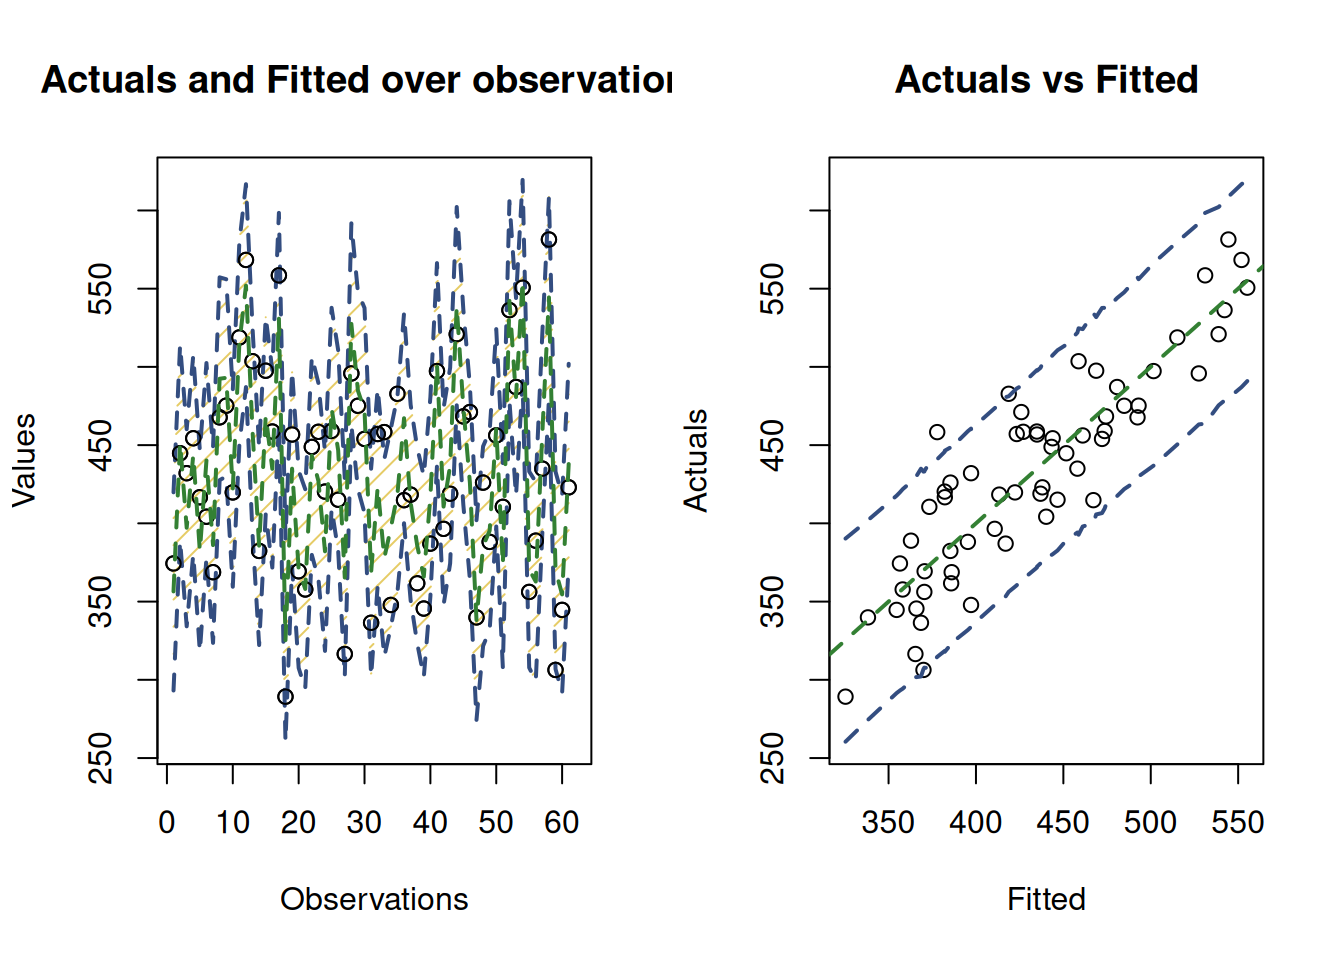 Actuals and Fitted over observation
Values
250 350 450 550
0 10 20 30 40 50 60
Observations
Actuals vs Fitted
Actuals
250 350 450 550
350 400 450 500 550
Fitted